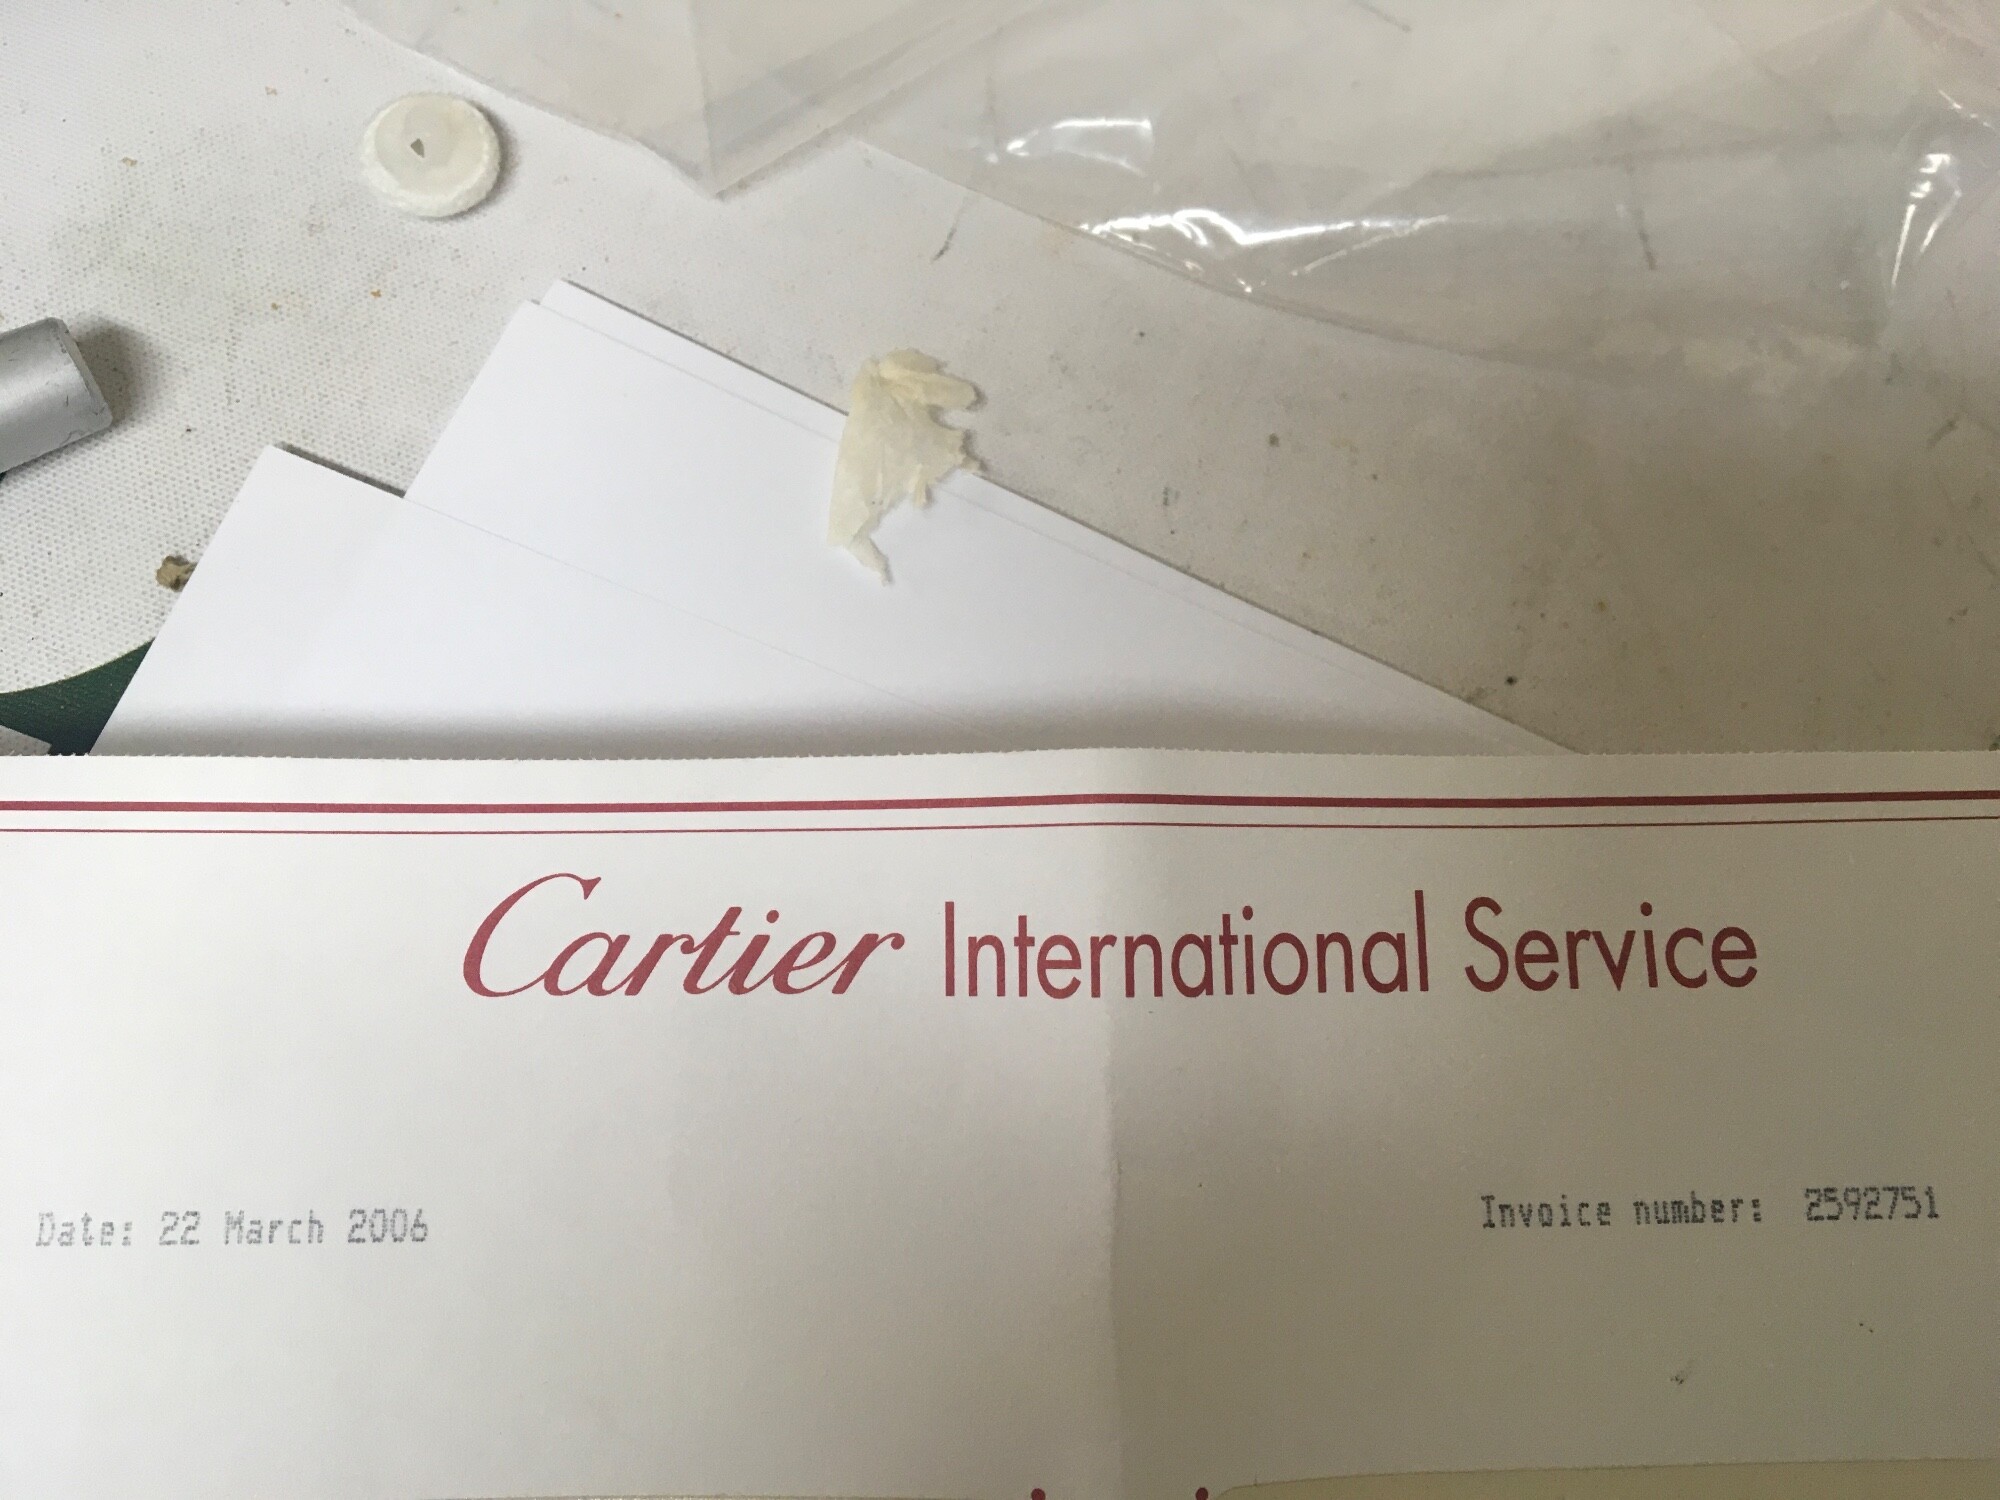 Cartier International Service
Date: 22 March 2006
Invoice number: 2592751